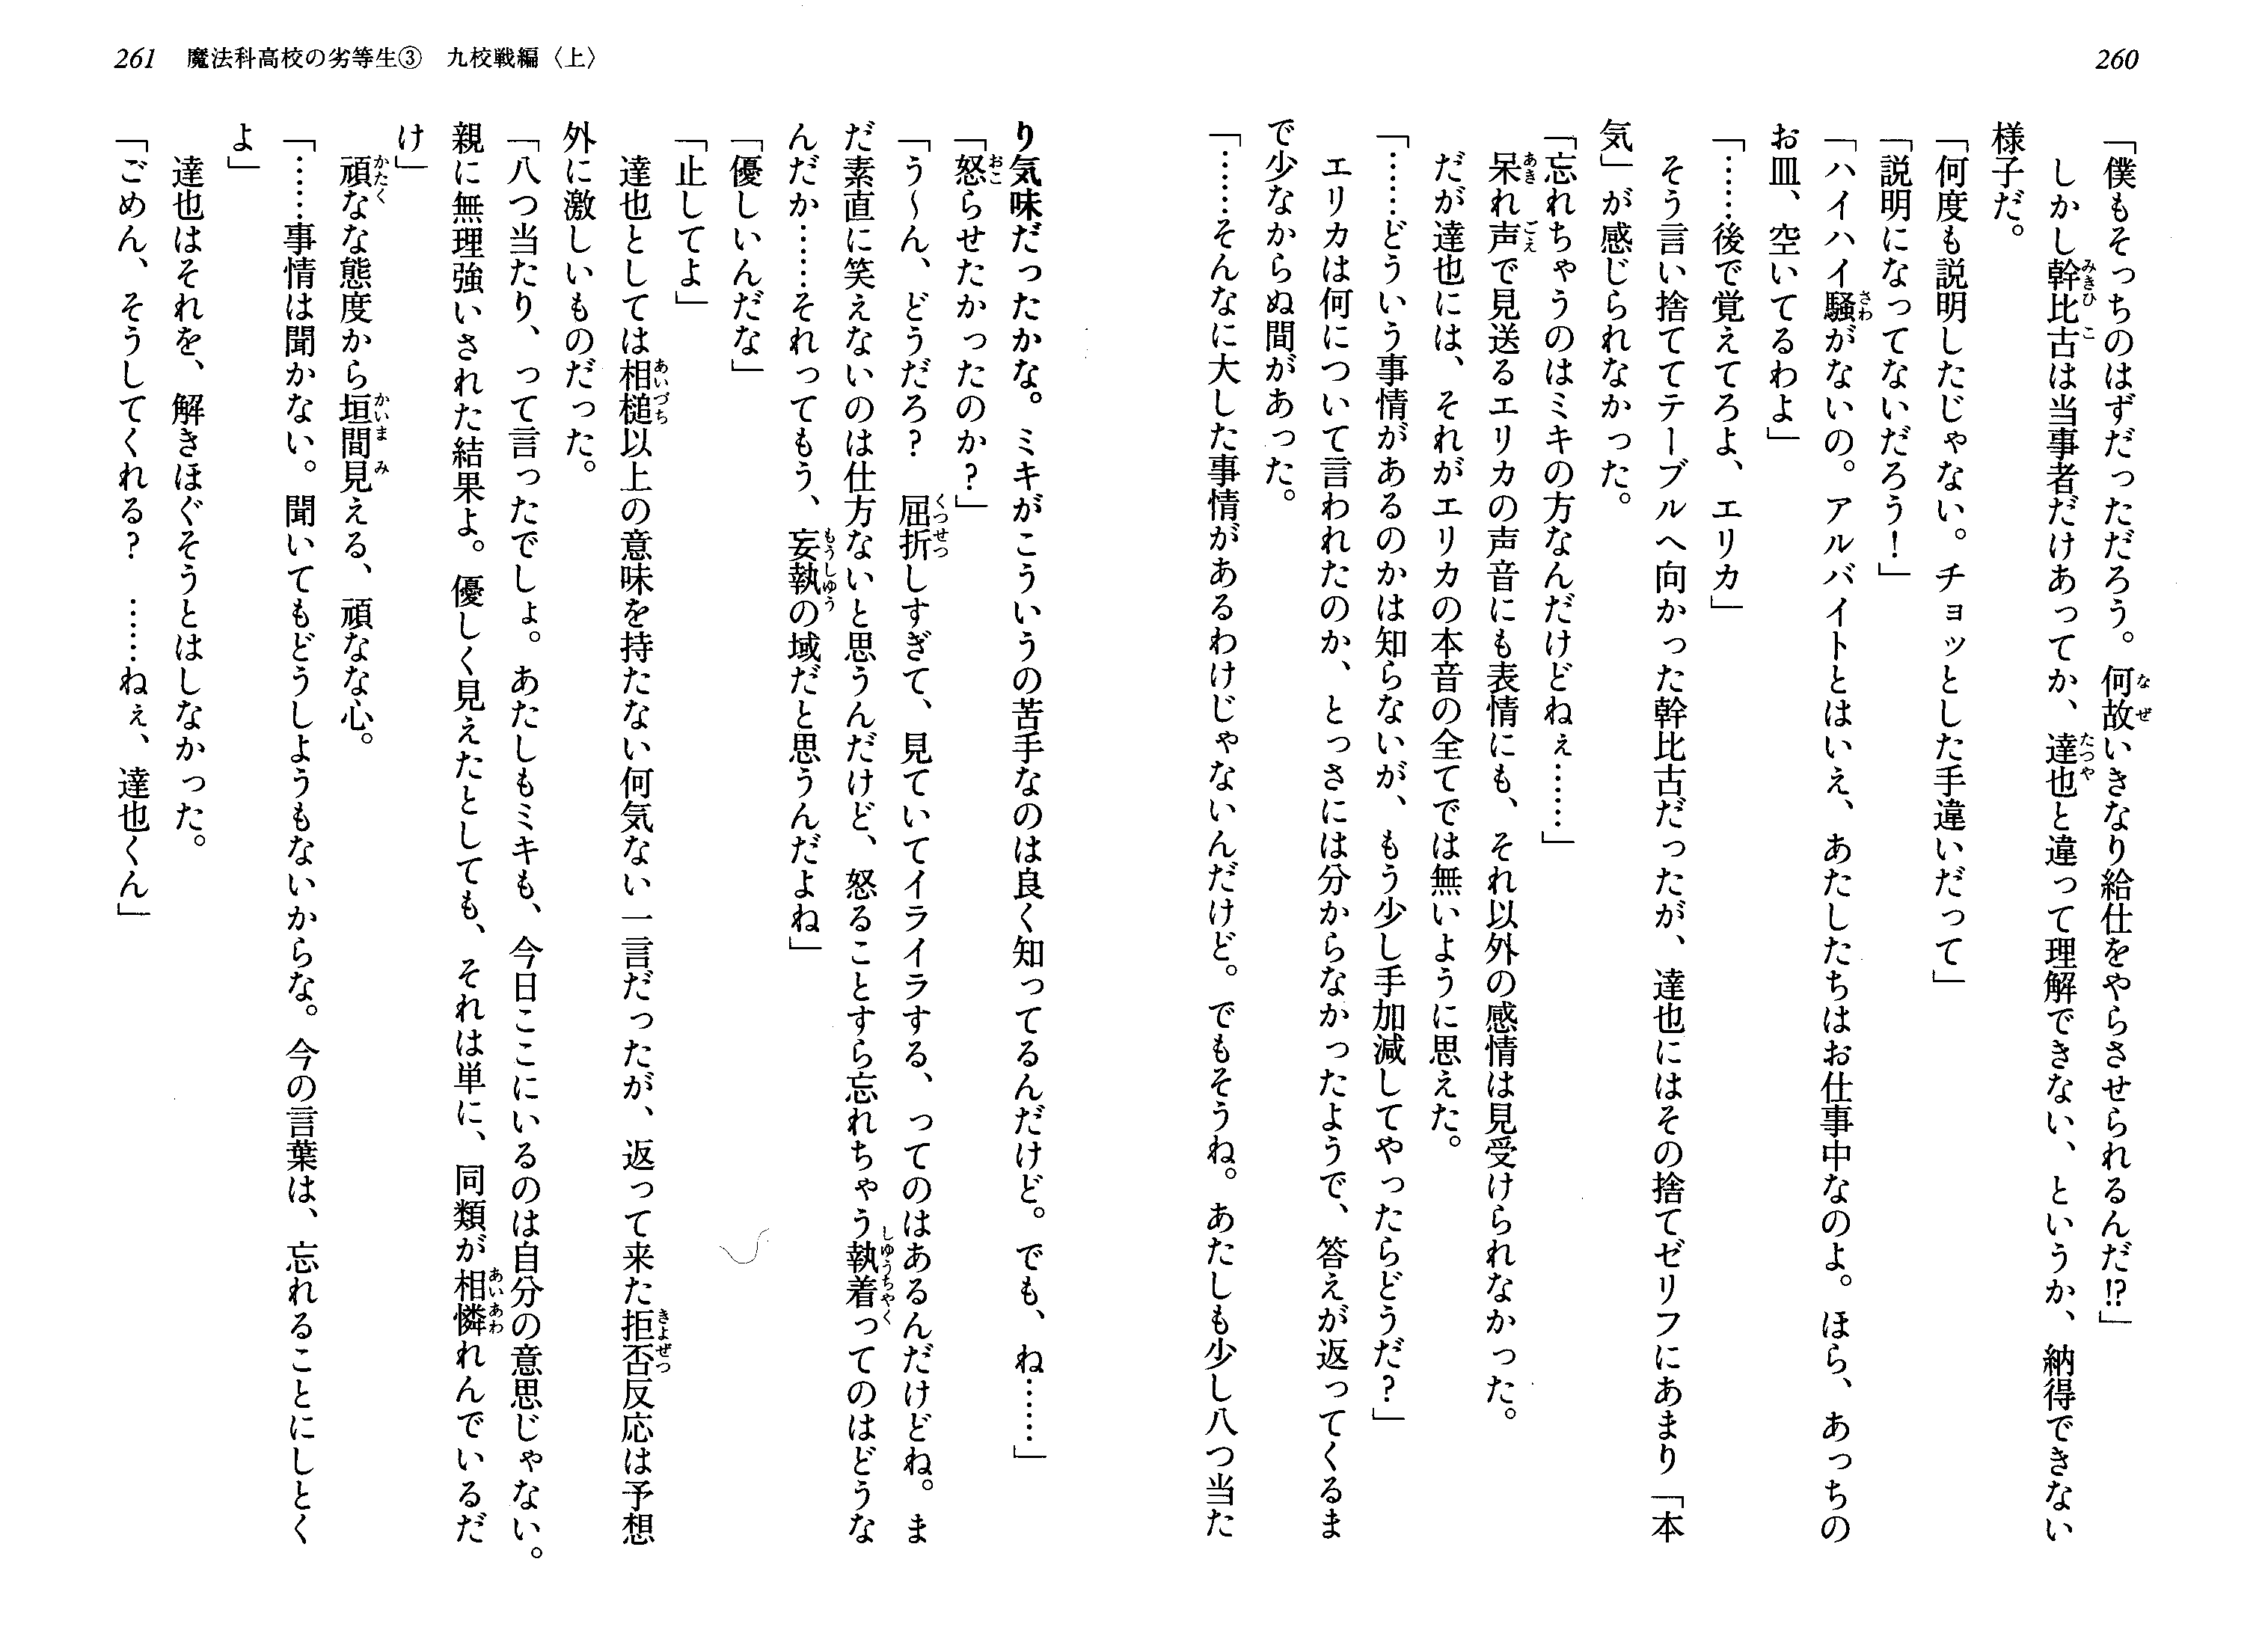 260
「僕もそっちのはずだっただろう。何故いきなり給仕をやらさせられるんだ!?」
しかし幹比古は当事者だけあってか、達也と違って理解できない、というか、納得できない
様子だ。
「何度も説明したじゃない。チョッとした手違いだって」
「説明になってないだろう！」
「ハイハイ騒がないの。アルバイトとはいえ、あたしたちはお仕事中なのよ。ほら、あっちの
お皿、空いてるわよ」
「……後で覚えてろよ、エリカ」
そう言い捨ててテーブルへ向かった幹比古だったが、達也にはその捨てゼリフにあまり「本
気」が感じられなかった。
「忘れちゃうのはミキの方なんだけどねぇ……」
呆れ声で見送るエリカの声音にも表情にも、それ以外の感情は見受けられなかった。
だが達也には、それがエリカの本音の全てでは無いように思えた。
「……どういう事情があるのかは知らないが、もう少し手加減してやったらどうだ？」
エリカは何について言われたのか、とっさには分からなかったようで、答えが返ってくるま
で少なからぬ間があった。
「……そんなに大した事情があるわけじゃないんだけど。でもそうね。あたしも少し八つ当た
261 魔法科高校の劣等生③ 九校戦編〈上〉
り気味だったかな。ミキがこういうの苦手なのは良く知ってるんだけど。でも、ね……」
「怒らせたかったのか？」
「う～ん、どうだろ？　屈折しすぎて、見ていてイライラする、ってのはあるんだけどね。ま
だ素直に笑えないのは仕方ないと思うんだけど、怒ることすら忘れちゃう執着ってのはどうな
んだか……それってもう、妄執の域だと思うんだよね」
「優しいんだな」
「止してよ」
達也としては相槌以上の意味を持たない何気ない一言だったが、返って来た拒否反応は予想
外に激しいものだった。
「八つ当たり、って言ったでしょ。あたしもミキも、今日ここにいるのは自分の意思じゃない。
親に無理強いされた結果よ。優しく見えたとしても、それは単に、同類が相憐れんでいるだ
け」
頑なな態度から垣間見える、頑なな心。
「……事情は聞かない。聞いてもどうしようもないからな。今の言葉は、忘れることにしとく
よ」
達也はそれを、解きほぐそうとはしなかった。
「ごめん、そうしてくれる？　……ねぇ、達也くん」